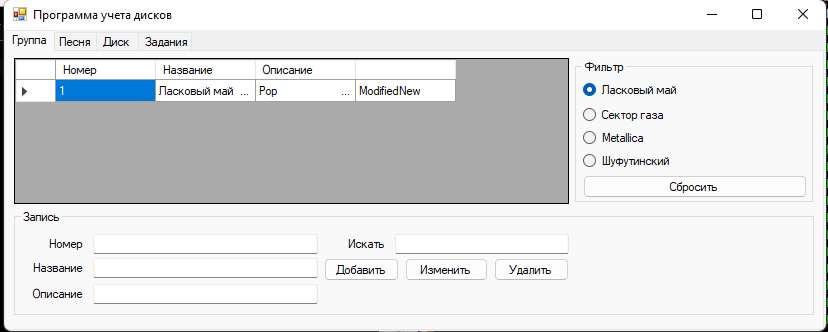 Программа учета дисков
Группа Песня Диск Задания
Номер Название Описание
1 Ласковый май ... Pop ... ModifiedNew
Фильтр
Ласковый май
Сектор газа
Metallica
Шуфутинский
Сбросить
Запись
Номер Искать
Название Добавить Изменить Удалить
Описание